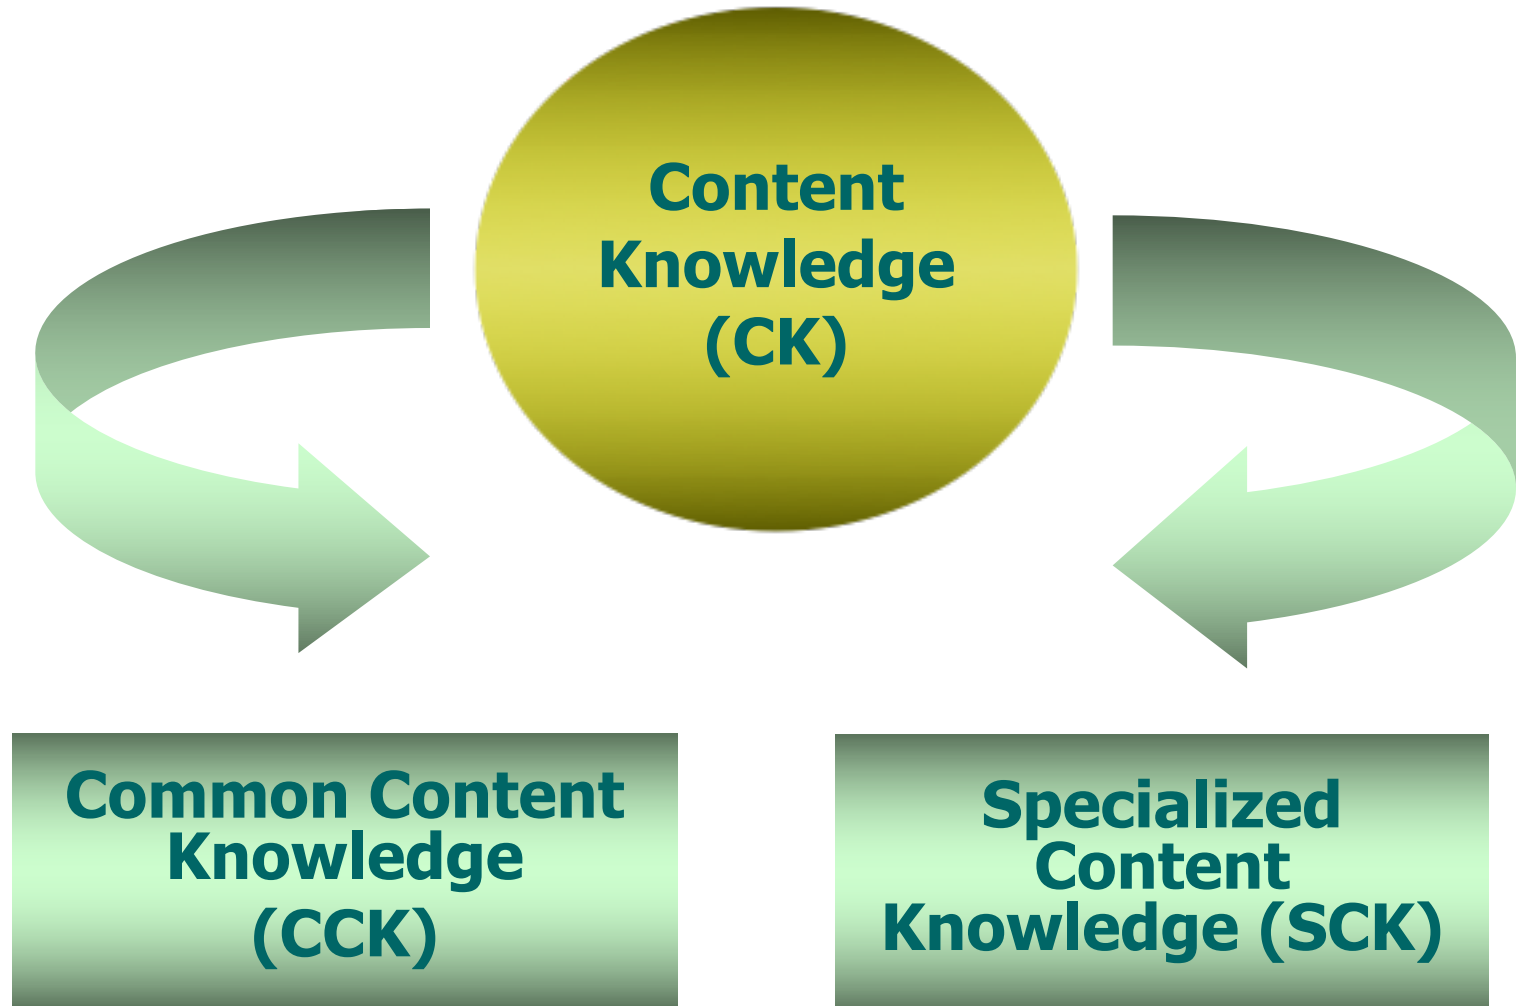 Content
Knowledge
(CK)
Common Content
Knowledge
(CCK)
Specialized
Content
Knowledge (SCK)